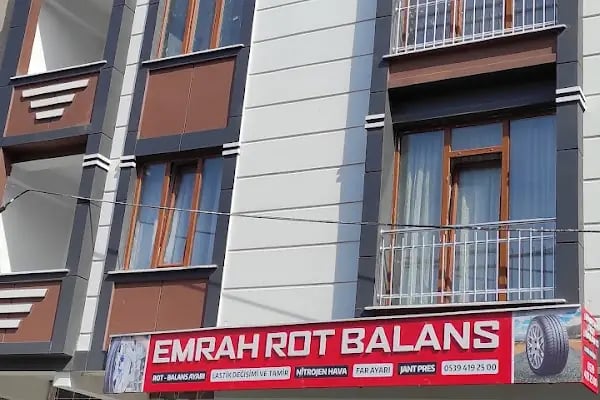 EMRAH ROT BALANS
ROT - BALANS AYARI LASTİK DEĞİŞİMİ VE TAMİR NİTROJEN HAVA FAR AYARI JANT PRES 0539 419 25 00